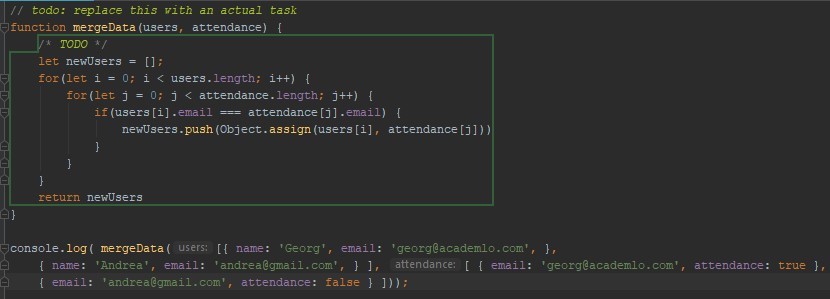 // todo: replace this with an actual task
function mergeData(users, attendance) {
    /* TODO */
    let newUsers = [];
    for(let i = 0; i < users.length; i++) {
        for(let j = 0; j < attendance.length; j++) {
            if(users[i].email === attendance[j].email) {
                newUsers.push(Object.assign(users[i], attendance[j]))
            }
        }
    }
    return newUsers
}
console.log( mergeData( users: [{ name: 'Georg', email: 'georg@academlo.com', },
    { name: 'Andrea', email: 'andrea@gmail.com', } ], attendance: [ { email: 'georg@academlo.com', attendance: true },
    { email: 'andrea@gmail.com', attendance: false } ]));